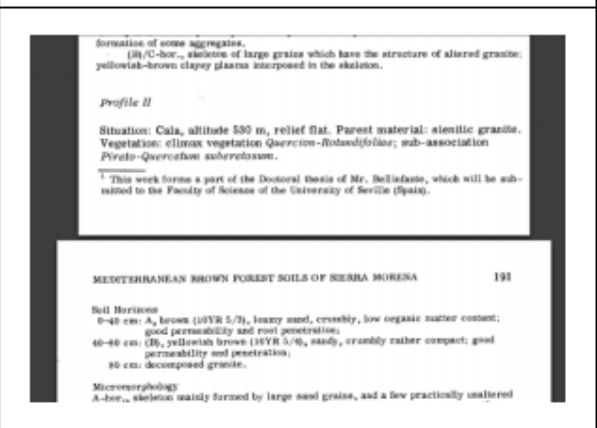 formation of some aggregates.
(B)/C-hor., skeleton of large grains which have the structure of altered granite;
yellowish-brown clayey plasma interposed in the skeleton.
Profile II
Situation: Cala, altitude 530 m, relief flat. Parent material: sienitic granite.
Vegetation: climax vegetation Quercion-Rotundifoliae; sub-association
Pireto-Quercetum suberetosum.
1 This work forms a part of the Doctoral thesis of Mr. Bellinfante, which will be sub-
mitted to the Faculty of Science of the University of Seville (Spain).
MEDITERRANEAN BROWN FOREST SOILS OF SIERRA MORENA 191
Soil Horizons
0-40 cm: A, brown (10YR 5/3), loamy sand, crumbly, low organic matter content;
good permeability and root penetration;
40-80 cm: (B), yellowish brown (10YR 5/4), sandy, crumbly rather compact; good
permeability and penetration;
80 cm: decomposed granite.
Micromorphology
A-hor., skeleton mainly formed by large sand grains, and a few practically unaltered